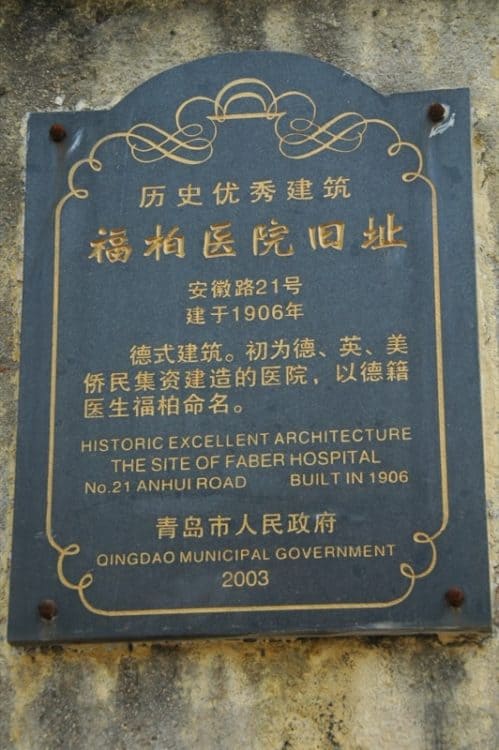 历史优秀建筑
福柏医院旧址
安徽路21号
建于1906年
德式建筑。初为德、英、美
侨民集资建造的医院，以德籍
医生福柏命名。
HISTORIC EXCELLENT ARCHITECTURE
THE SITE OF FABER HOSPITAL
No.21 ANHUI ROAD BUILT IN 1906
青岛市人民政府
QINGDAO MUNICIPAL GOVERNMENT
2003